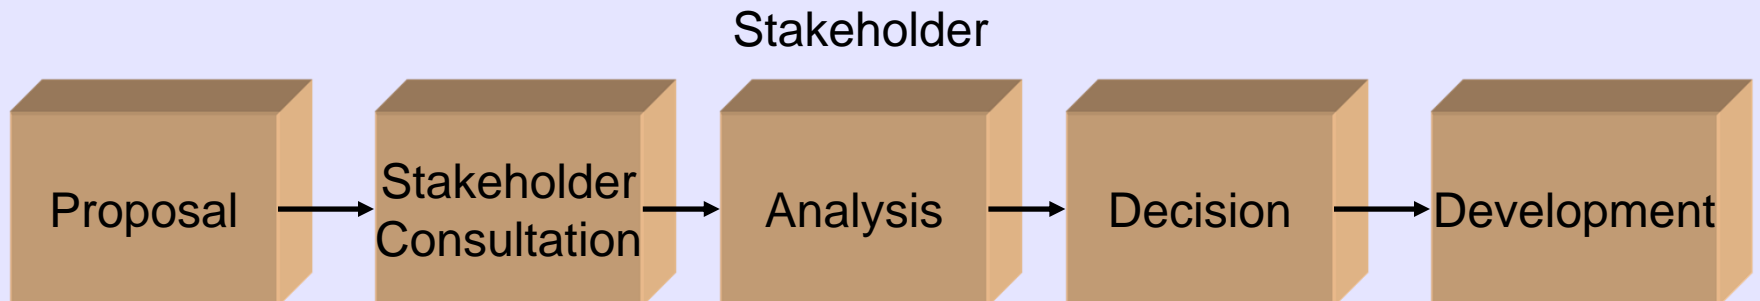 Stakeholder
Proposal
Stakeholder
Consultation
Analysis
Decision
Development